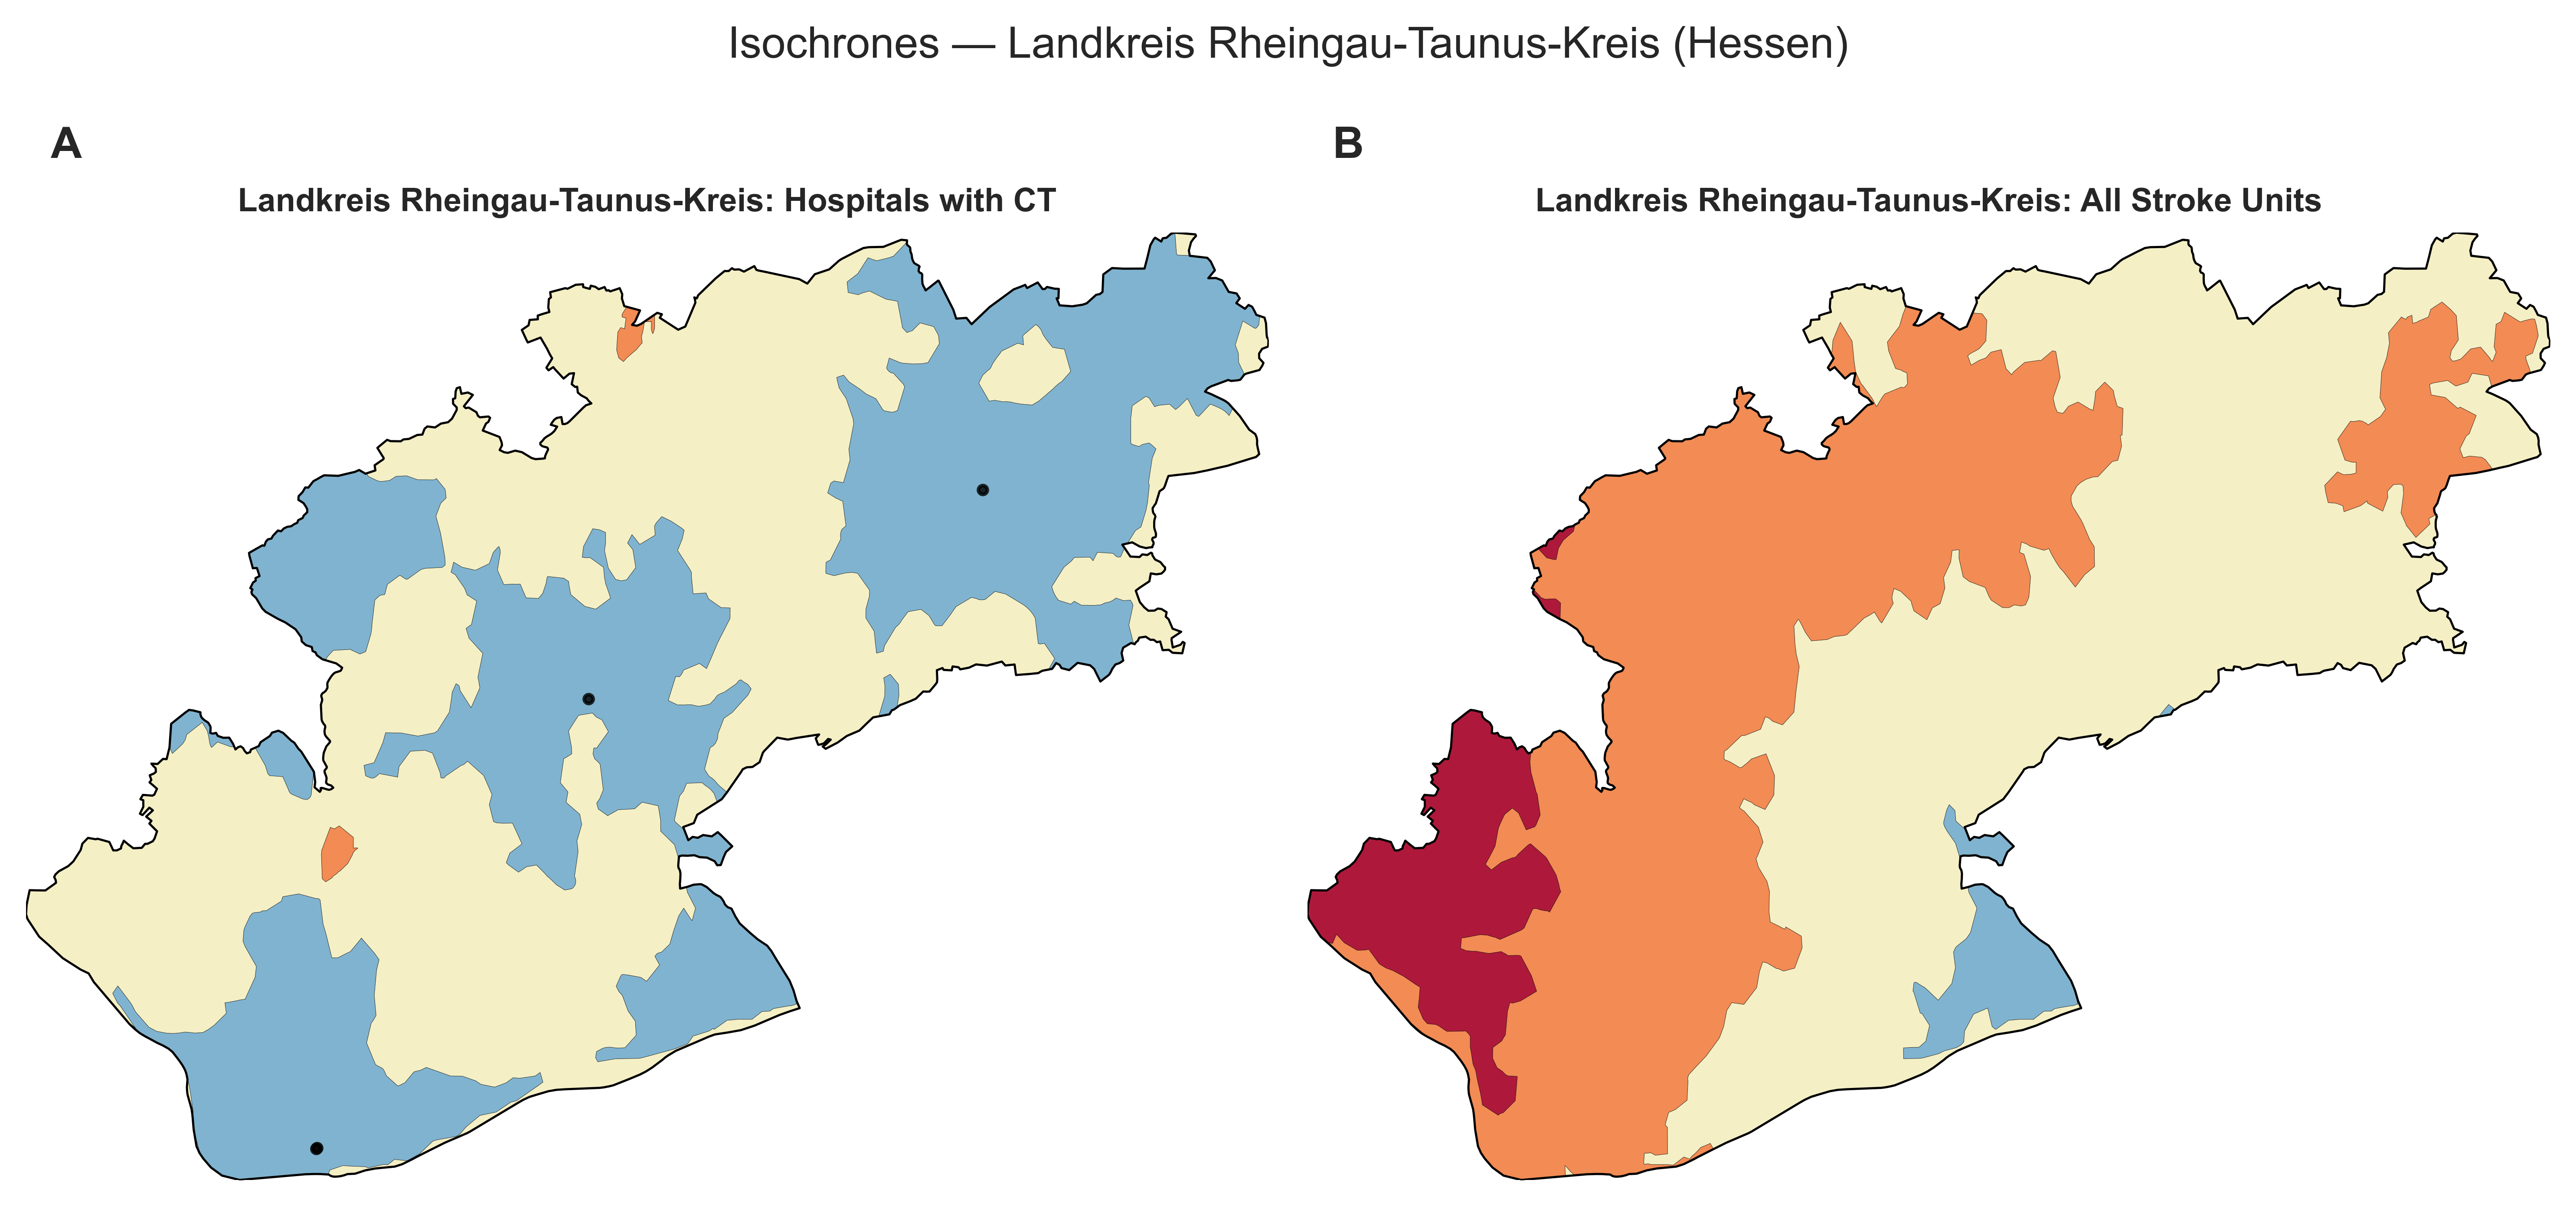 Isochrones — Landkreis Rheingau-Taunus-Kreis (Hessen)
A
B
Landkreis Rheingau-Taunus-Kreis: Hospitals with CT
Landkreis Rheingau-Taunus-Kreis: All Stroke Units